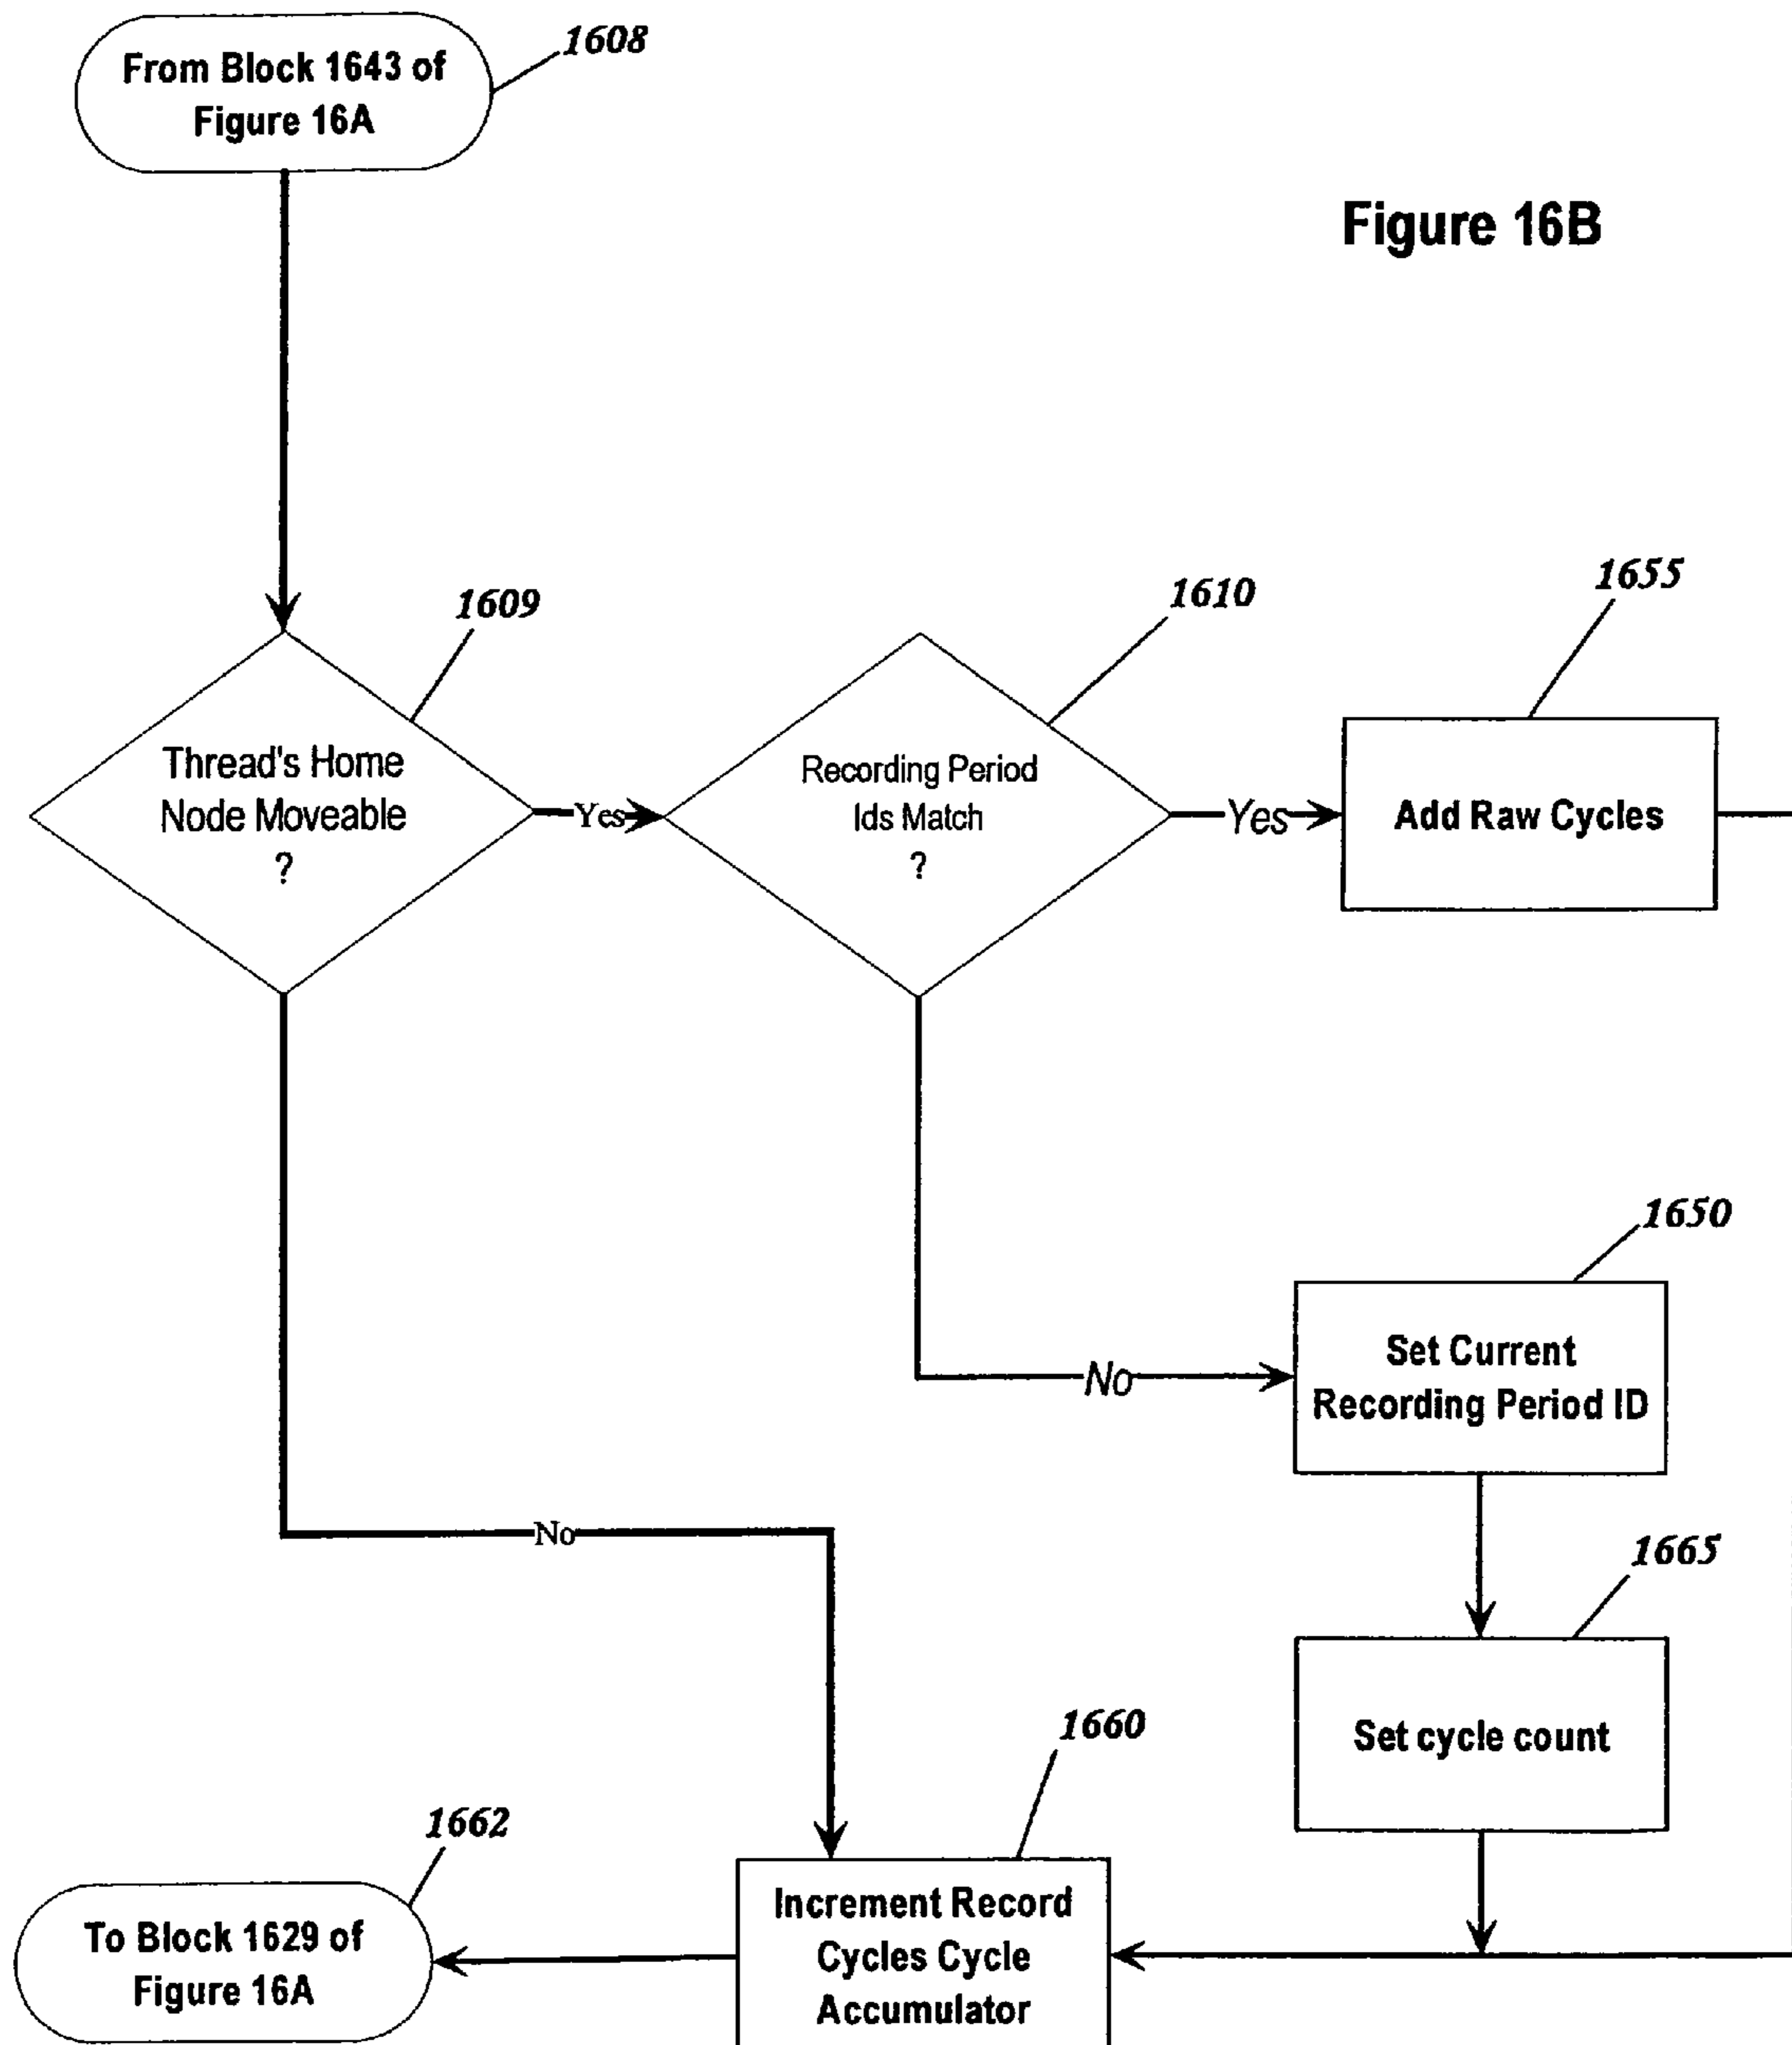 1608
From Block 1643 of
Figure 16A
Figure 16B
1609
1610
1655
Thread's Home
Node Moveable
?
Yes
Recording Period
Ids Match
?
Yes
Add Raw Cycles
1650
No
Set Current
Recording Period ID
No
1665
Set cycle count
1660
1662
Increment Record
Cycles Cycle
Accumulator
To Block 1629 of
Figure 16A